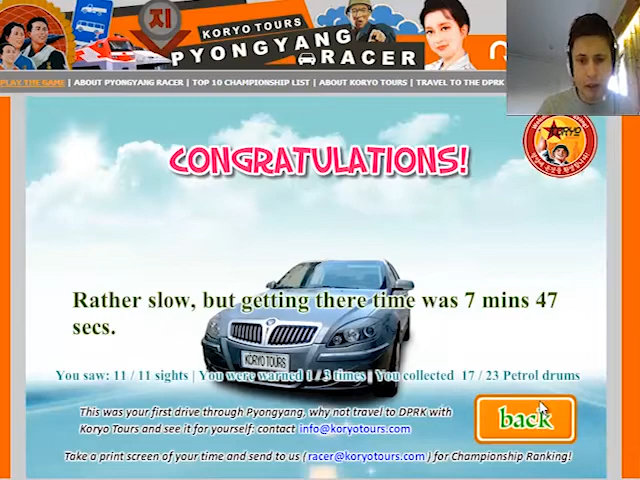 지
KORYO TOURS
PYONGYANG
RACER
PLAY THE GAME | ABOUT PYONGYANG RACER | TOP 10 CHAMPIONSHIP LIST | ABOUT KORYO TOURS | TRAVEL TO THE DPRK
CONGRATULATIONS!
KORYO
Rather slow, but getting there time was 7 mins 47
secs.
KORYO TOURS
You saw: 11 / 11 sights | You were warned 1 / 3 times | You collected 17 / 23 Petrol drums
This was your first drive through Pyongyang, why not travel to DPRK with
Koryo Tours and see it for yourself: contact info@koryotours.com
back
Take a print screen of your time and send to us ( racer@koryotours.com ) for Championship Ranking!